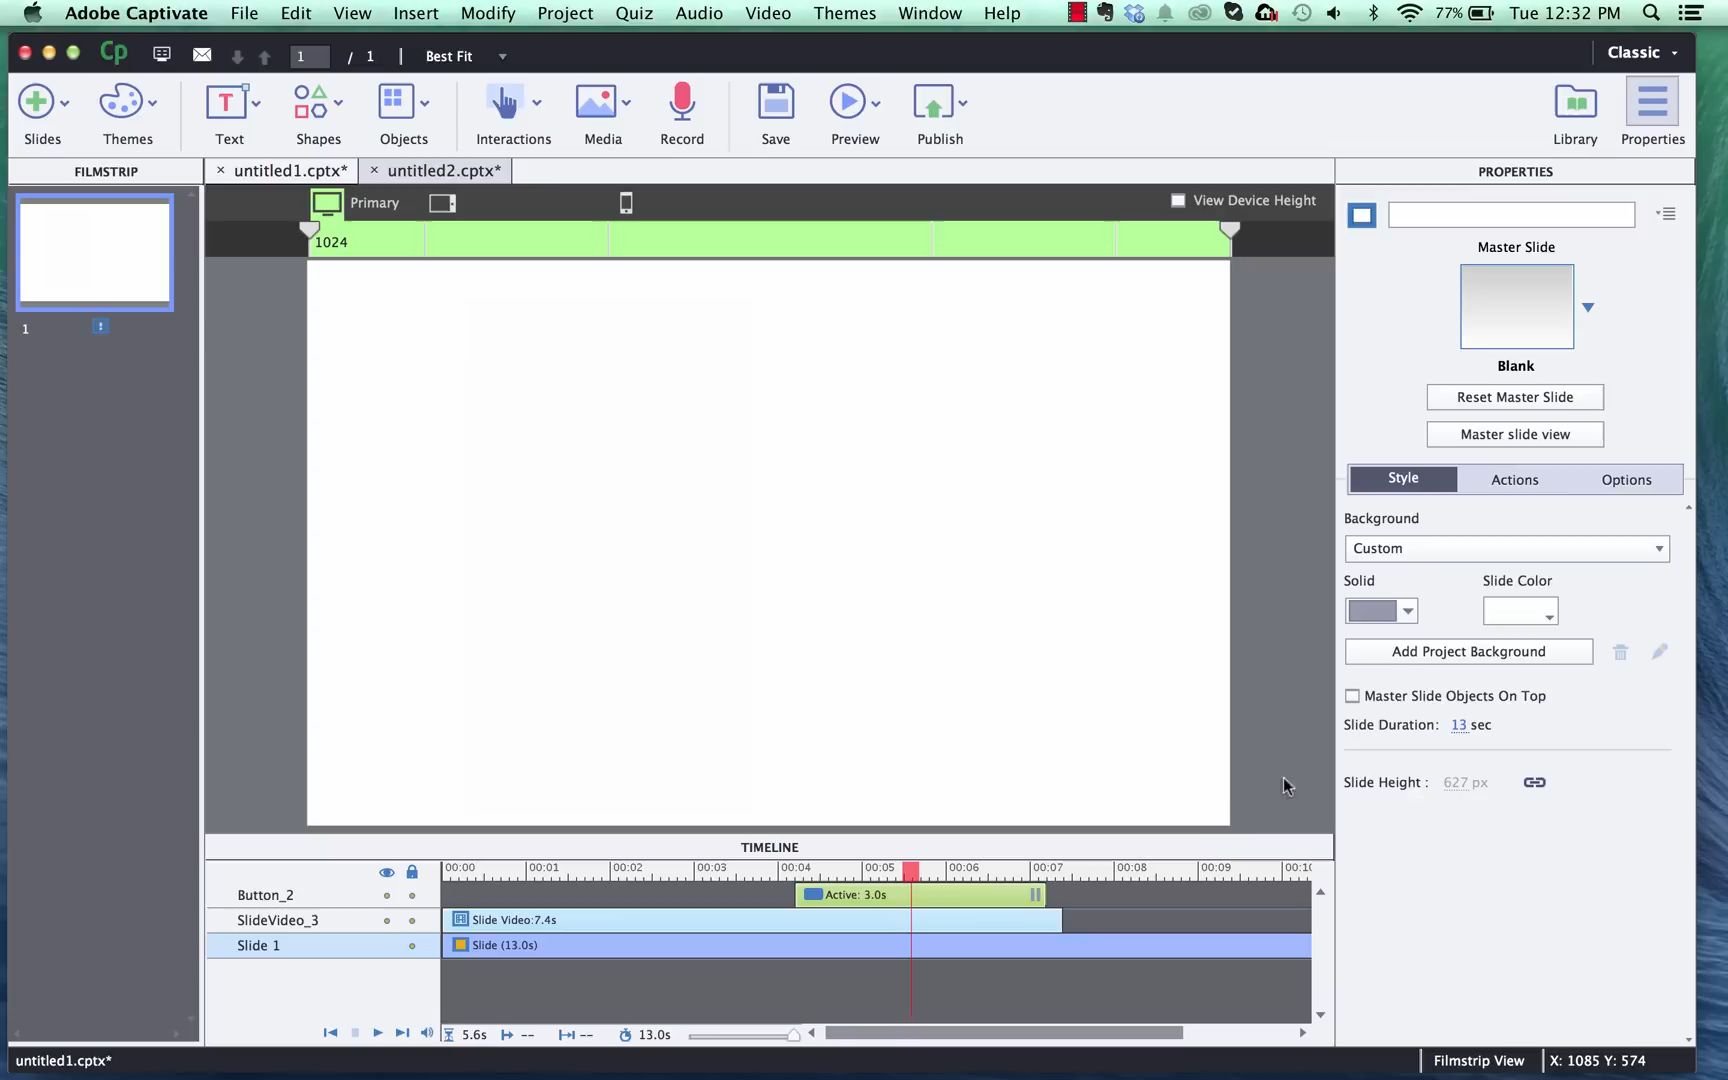 Adobe Captivate File Edit View Insert Modify Project Quiz Audio Video Themes Window Help 77% Tue 12:32 PM
Cp 1 / 1 Best Fit Classic
Slides Themes Text Shapes Objects Interactions Media Record Save Preview Publish Library Properties
FILMSTRIP × untitled1.cptx* × untitled2.cptx* PROPERTIES
Primary View Device Height
1024
Master Slide
1
Blank
Reset Master Slide
Master slide view
Style Actions Options
Background
Custom
Solid Slide Color
Add Project Background
Master Slide Objects On Top
Slide Duration: 13 sec
Slide Height : 627 px
TIMELINE
00:00 00:01 00:02 00:03 00:04 00:05 00:06 00:07 00:08 00:09 00:10
Button_2 Active: 3.0s
SlideVideo_3 Slide Video:7.4s
Slide 1 Slide (13.0s)
5.6s -- -- 13.0s
untitled1.cptx* Filmstrip View X: 1085 Y: 574